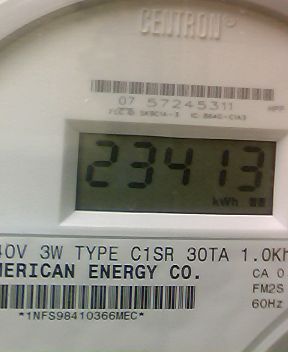 CENTRON
07 57245311
23413
kWh
40V 3W TYPE C1SR 30TA 1.0Kh
MERICAN ENERGY CO.
CA 0
FM2S
60Hz
*1NFS98410366MEC*